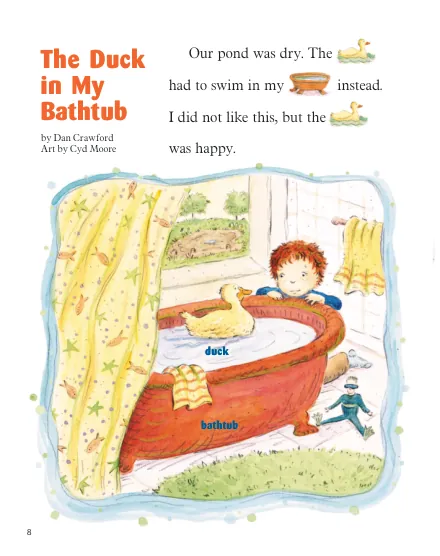 The Duck
in My
Bathtub
by Dan Crawford
Art by Cyd Moore
Our pond was dry. The
had to swim in my instead.
I did not like this, but the
was happy.
duck
bathtub
8